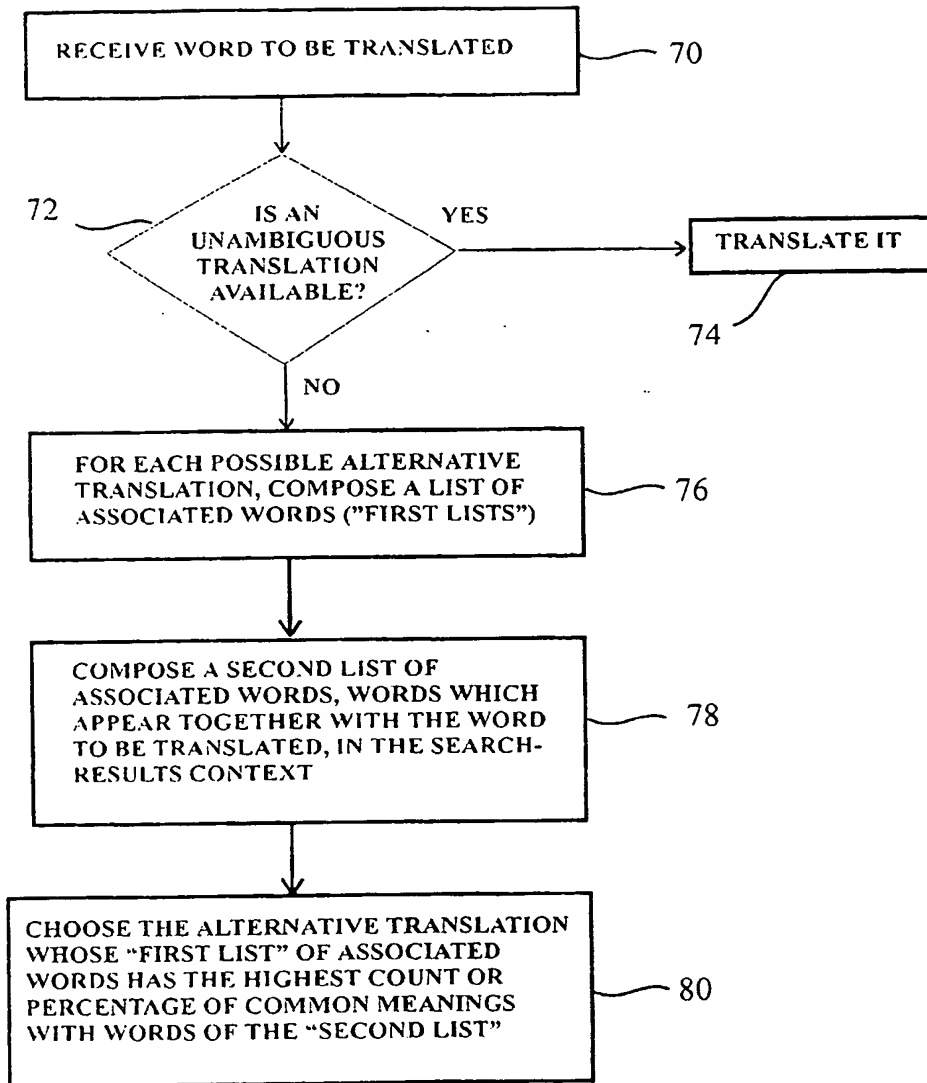 RECEIVE WORD TO BE TRANSLATED
70
72
IS AN
UNAMBIGUOUS
TRANSLATION
AVAILABLE?
YES
TRANSLATE IT
74
NO
FOR EACH POSSIBLE ALTERNATIVE
TRANSLATION, COMPOSE A LIST OF
ASSOCIATED WORDS ("FIRST LISTS")
76
COMPOSE A SECOND LIST OF
ASSOCIATED WORDS, WORDS WHICH
APPEAR TOGETHER WITH THE WORD
TO BE TRANSLATED, IN THE SEARCH-
RESULTS CONTEXT
78
CHOOSE THE ALTERNATIVE TRANSLATION
WHOSE “FIRST LIST” OF ASSOCIATED
WORDS HAS THE HIGHEST COUNT OR
PERCENTAGE OF COMMON MEANINGS
WITH WORDS OF THE “SECOND LIST”
80